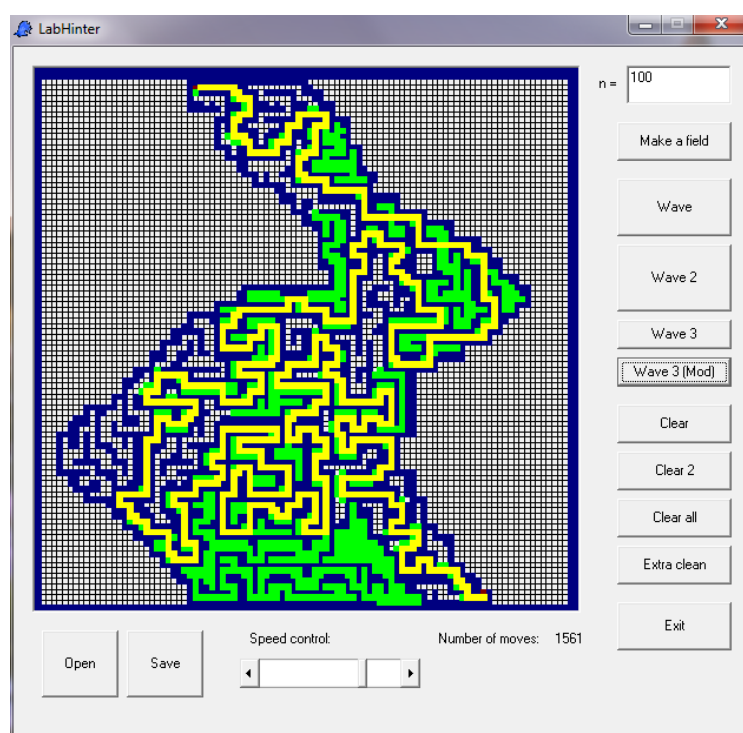 LabHinter
n =
100
Make a field
Wave
Wave 2
Wave 3
Wave 3 (Mod)
Clear
Clear 2
Clear all
Extra clean
Exit
Open
Save
Speed control:
Number of moves: 1561